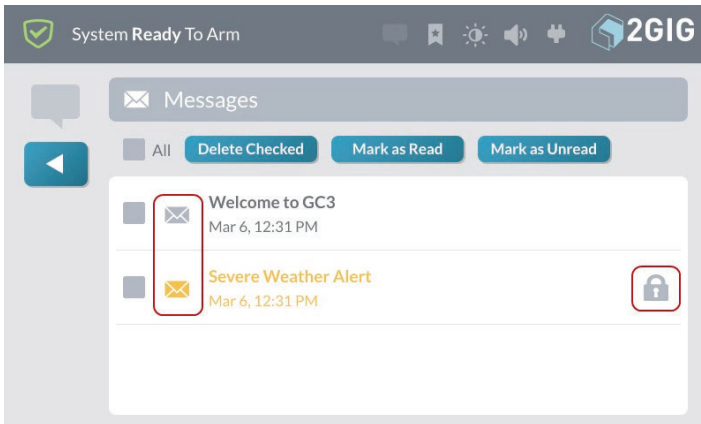 System Ready To Arm
2GIG
Messages
All
Delete Checked
Mark as Read
Mark as Unread
Welcome to GC3
Mar 6, 12:31 PM
Severe Weather Alert
Mar 6, 12:31 PM